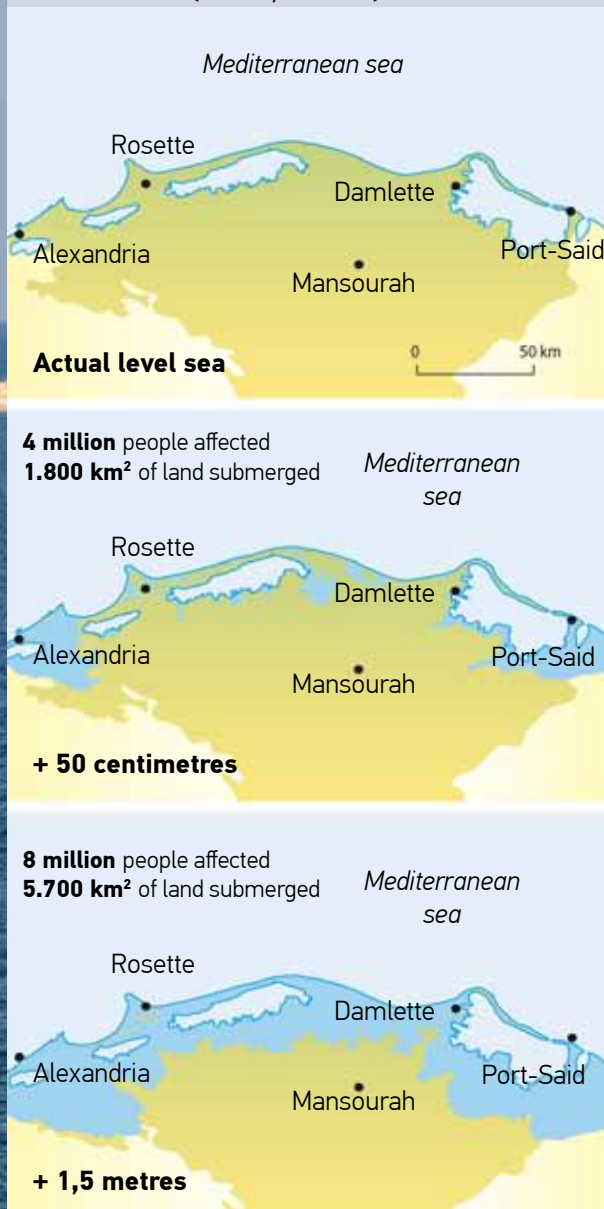 Mediterranean sea
Rosette
Damlette
Alexandria
Port-Said
Mansourah
Actual level sea
0 50 km
4 million people affected
1.800 km² of land submerged
Mediterranean
sea
Rosette
Damlette
Alexandria
Port-Said
Mansourah
+ 50 centimetres
8 million people affected
5.700 km² of land submerged
Mediterranean
sea
Rosette
Damlette
Alexandria
Port-Said
Mansourah
+ 1,5 metres